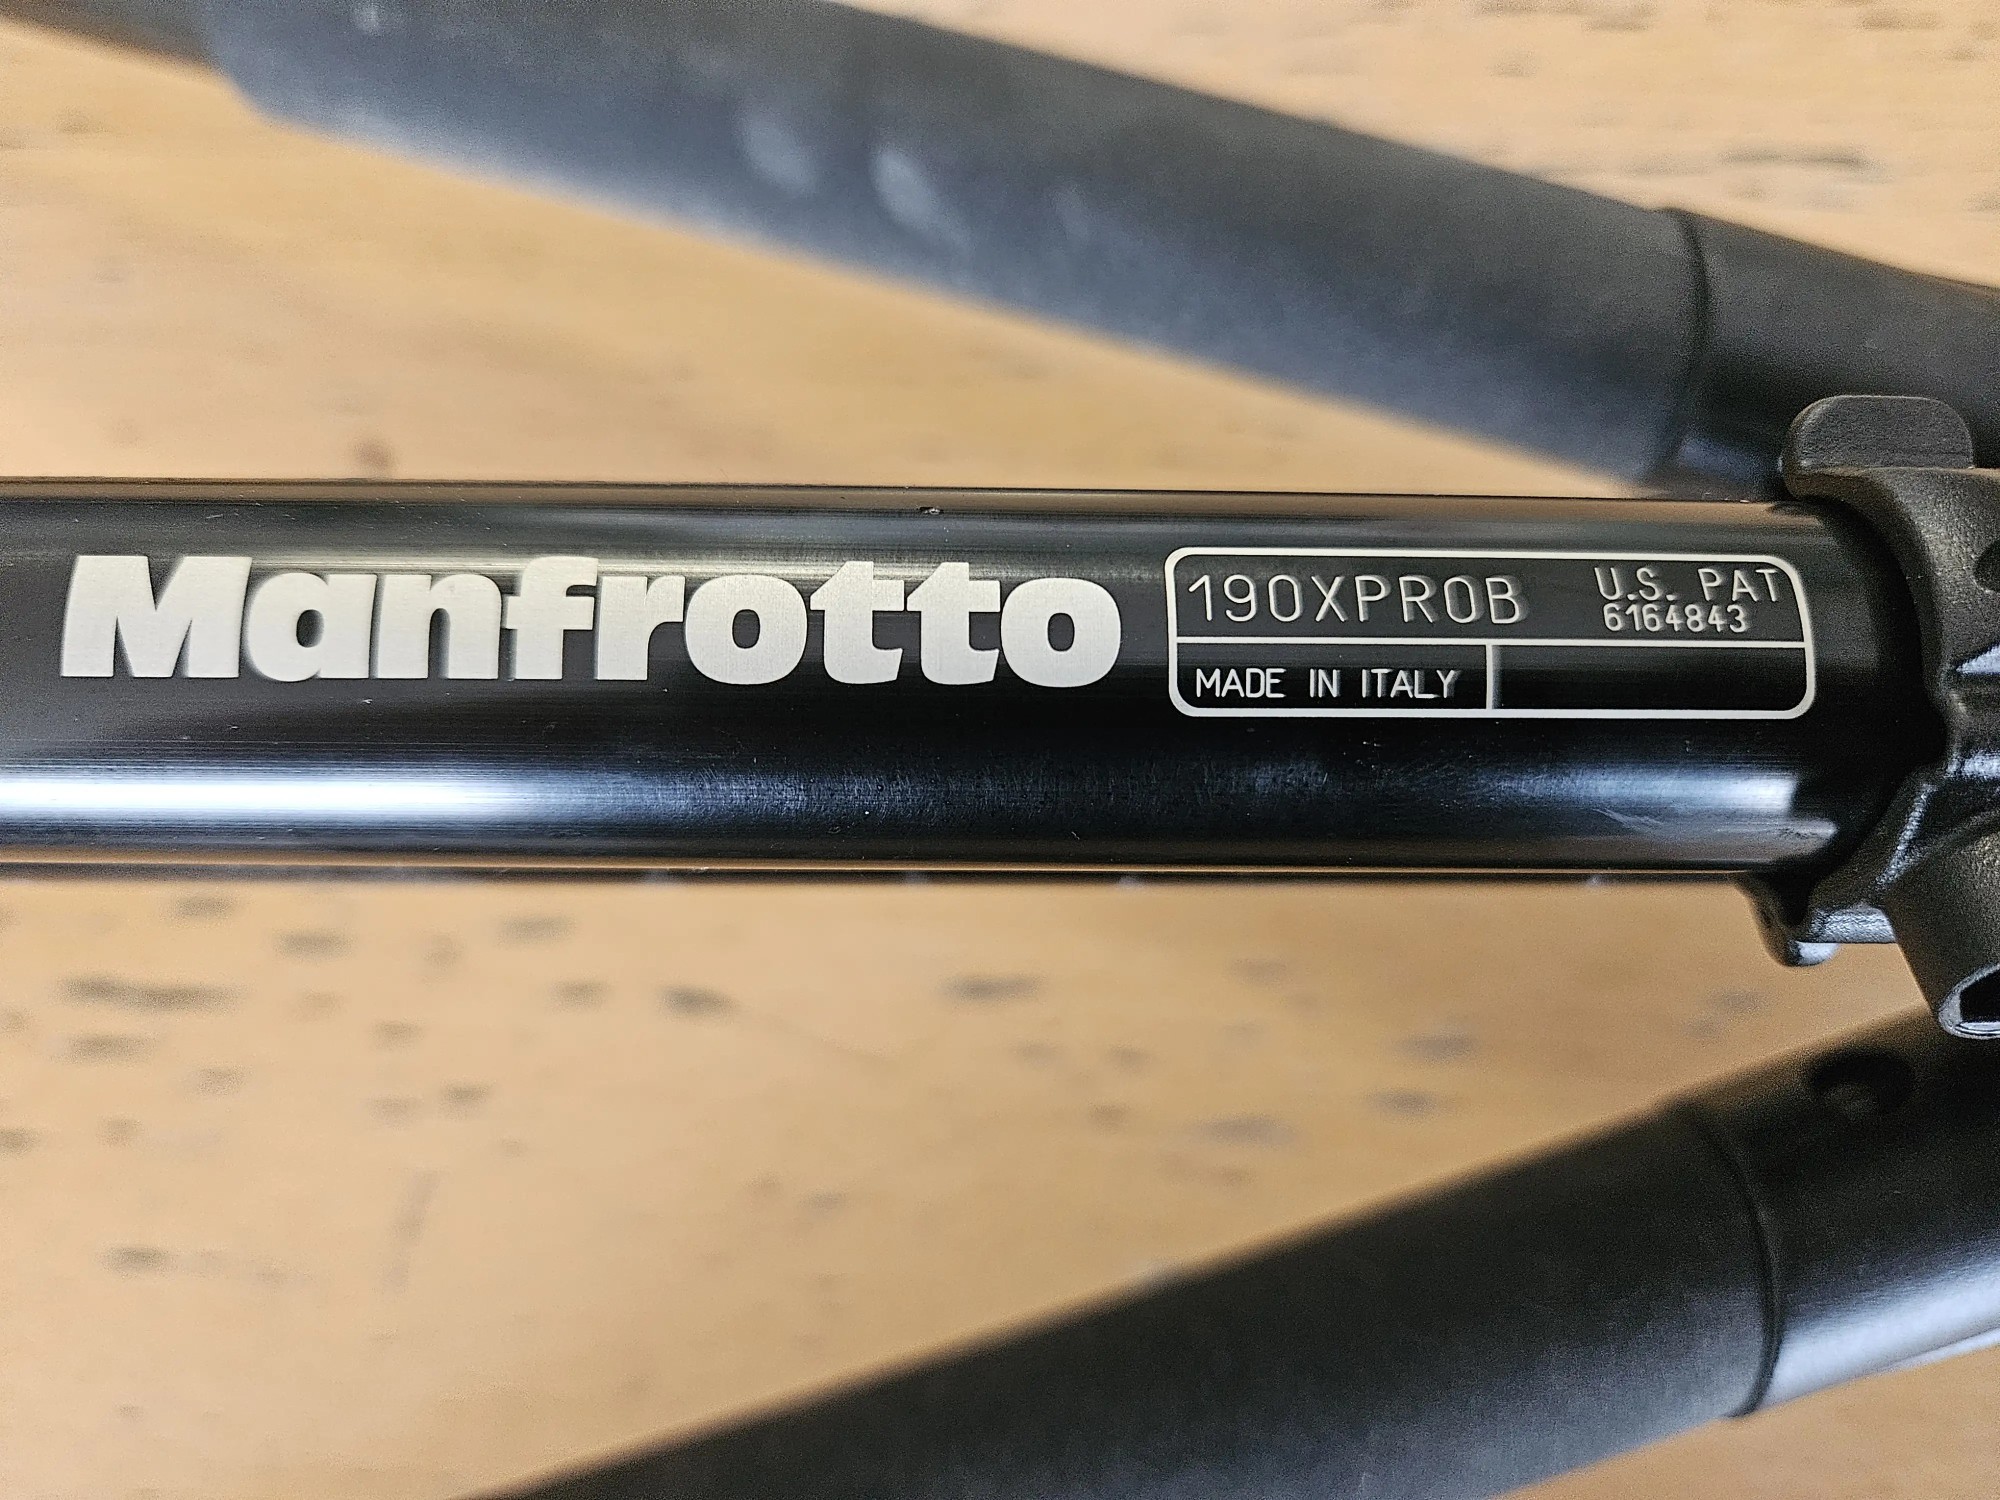 Manfrotto
190XPROB
U.S. PAT
6164843
MADE IN ITALY